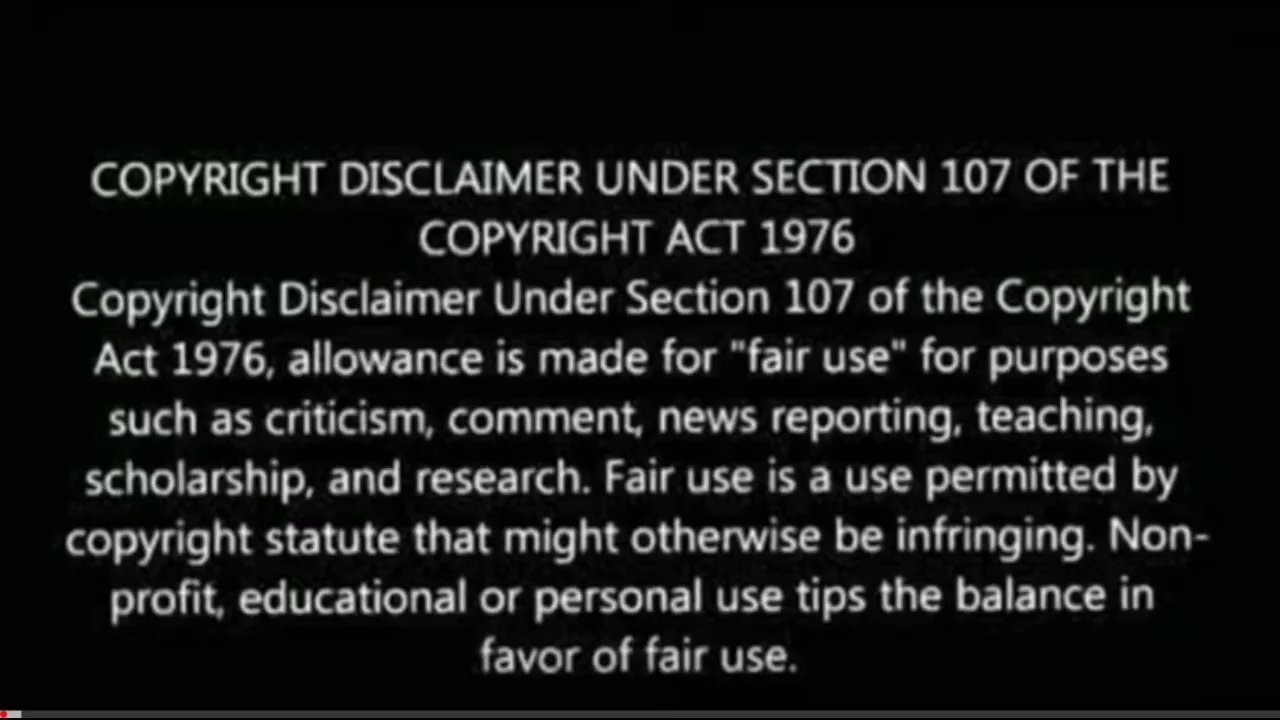 COPYRIGHT DISCLAIMER UNDER SECTION 107 OF THE
COPYRIGHT ACT 1976
Copyright Disclaimer Under Section 107 of the Copyright
Act 1976, allowance is made for "fair use" for purposes
such as criticism, comment, news reporting, teaching,
scholarship, and research. Fair use is a use permitted by
copyright statute that might otherwise be infringing. Non-
profit, educational or personal use tips the balance in
favor of fair use.